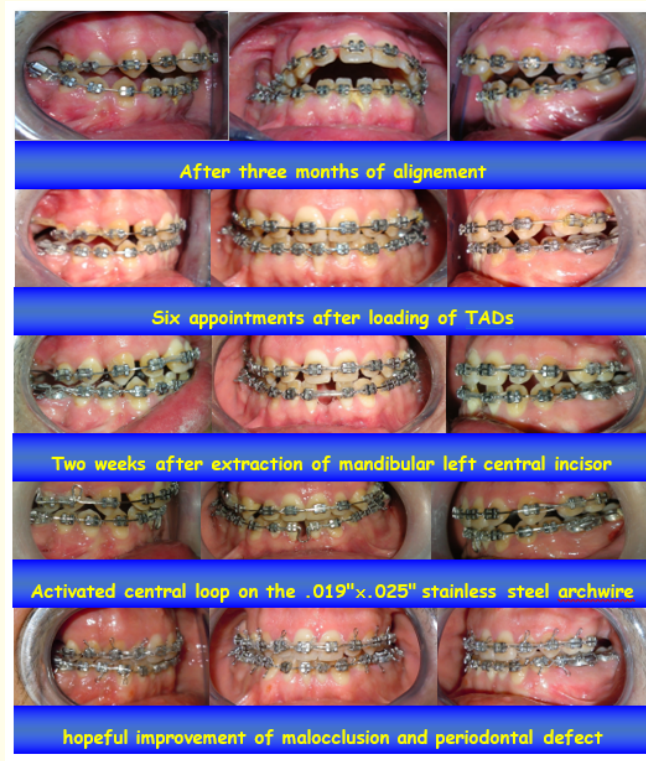 After three months of alignement
Six appointments after loading of TADs
Two weeks after extraction of mandibular left central incisor
Activated central loop on the .019"×.025" stainless steel archwire
hopeful improvement of malocclusion and periodontal defect